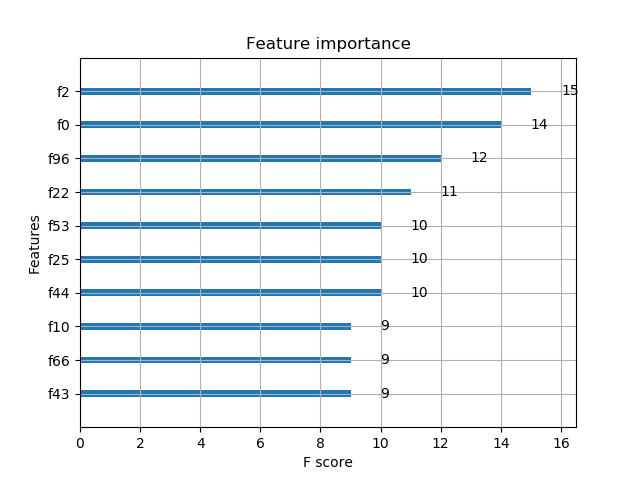 Feature importance
Features
f2 15
f0 14
f96 12
f22 11
f53 10
f25 10
f44 10
f10 9
f66 9
f43 9
0 2 4 6 8 10 12 14 16
F score